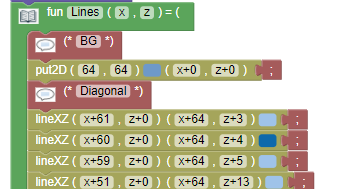 fun Lines ( x , z ) = (
(* BG *)
put2D ( 64 , 64 ) ( x+0 , z+0 ) ;
(* Diagonal *)
lineXZ ( x+61 , z+0 ) ( x+64 , z+3 ) ;
lineXZ ( x+60 , z+0 ) ( x+64 , z+4 ) ;
lineXZ ( x+59 , z+0 ) ( x+64 , z+5 ) ;
lineXZ ( x+51 , z+0 ) ( x+64 , z+13 ) ;